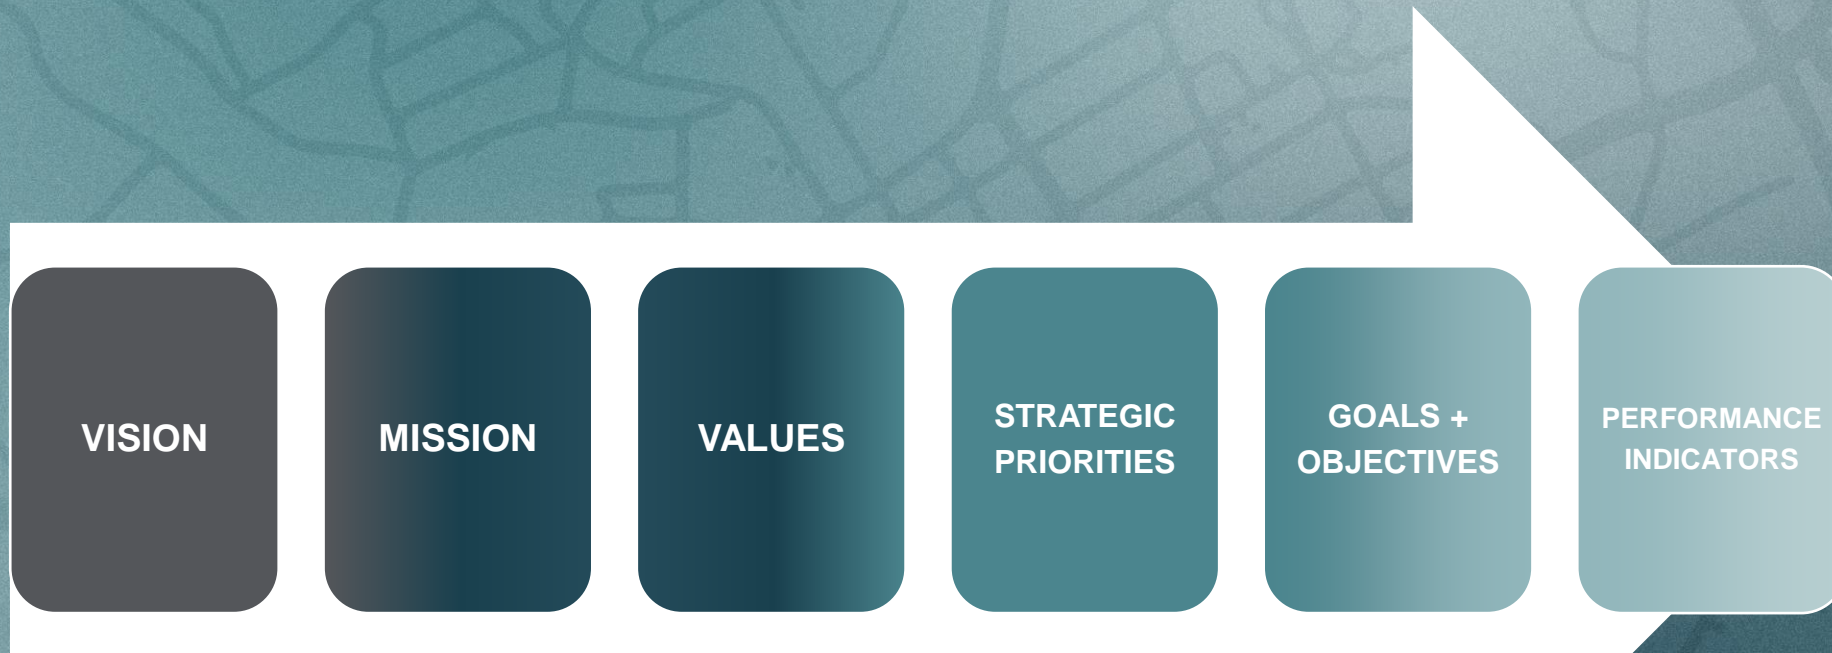 VISION
MISSION
VALUES
STRATEGIC
PRIORITIES
GOALS +
OBJECTIVES
PERFORMANCE
INDICATORS